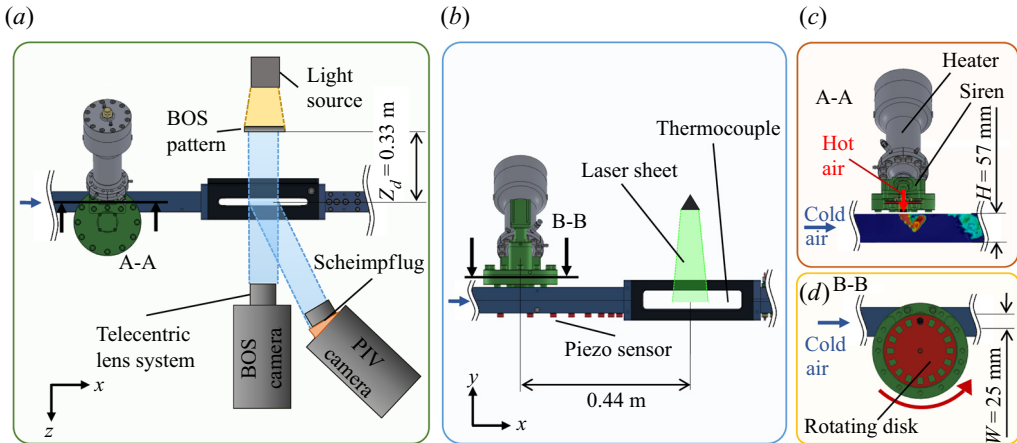 (a)
Light
source
BOS
pattern
Z_d = 0.33 m
A-A
Scheimpflug
Telecentric
lens system
BOS
camera
PIV
camera
x
z
(b)
Thermocouple
Laser sheet
B-B
Piezo sensor
y
x
0.44 m
(c)
Heater
A-A
Siren
Hot
air
H = 57 mm
Cold
air
(d)
B-B
Cold
air
W = 25 mm
Rotating disk